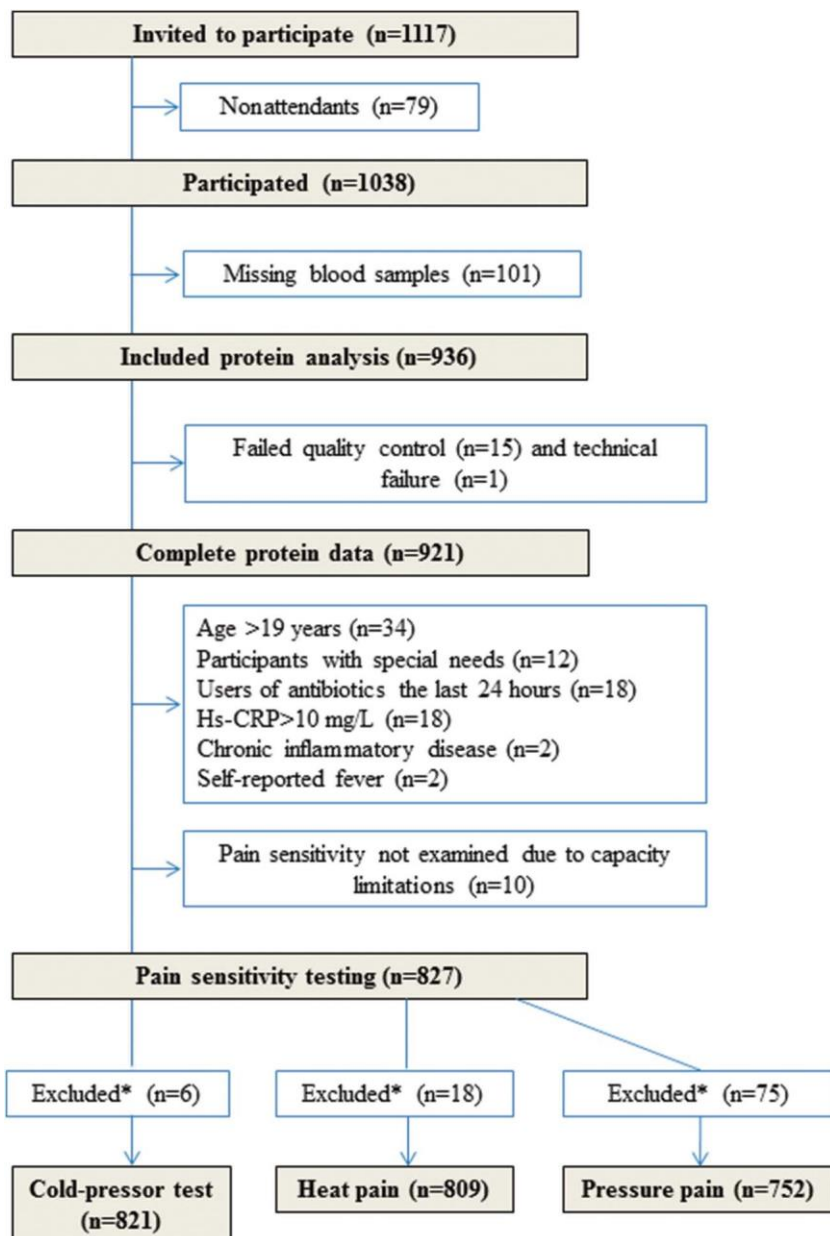 Invited to participate (n=1117)
Nonattendants (n=79)
Participated (n=1038)
Missing blood samples (n=101)
Included protein analysis (n=936)
Failed quality control (n=15) and technical
failure (n=1)
Complete protein data (n=921)
Age >19 years (n=34)
Participants with special needs (n=12)
Users of antibiotics the last 24 hours (n=18)
Hs-CRP>10 mg/L (n=18)
Chronic inflammatory disease (n=2)
Self-reported fever (n=2)
Pain sensitivity not examined due to capacity
limitations (n=10)
Pain sensitivity testing (n=827)
Excluded* (n=6)
Excluded* (n=18)
Excluded* (n=75)
Cold-pressor test
(n=821)
Heat pain (n=809)
Pressure pain (n=752)